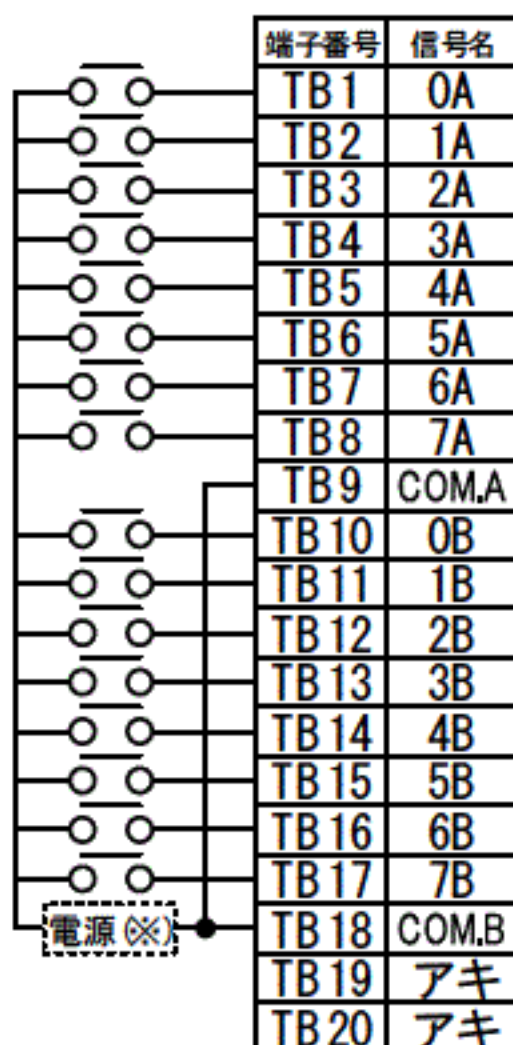 端子番号 信号名
TB1 0A
TB2 1A
TB3 2A
TB4 3A
TB5 4A
TB6 5A
TB7 6A
TB8 7A
TB9 COM.A
TB10 0B
TB11 1B
TB12 2B
TB13 3B
TB14 4B
TB15 5B
TB16 6B
TB17 7B
電源(※) TB18 COM.B
TB19 アキ
TB20 アキ